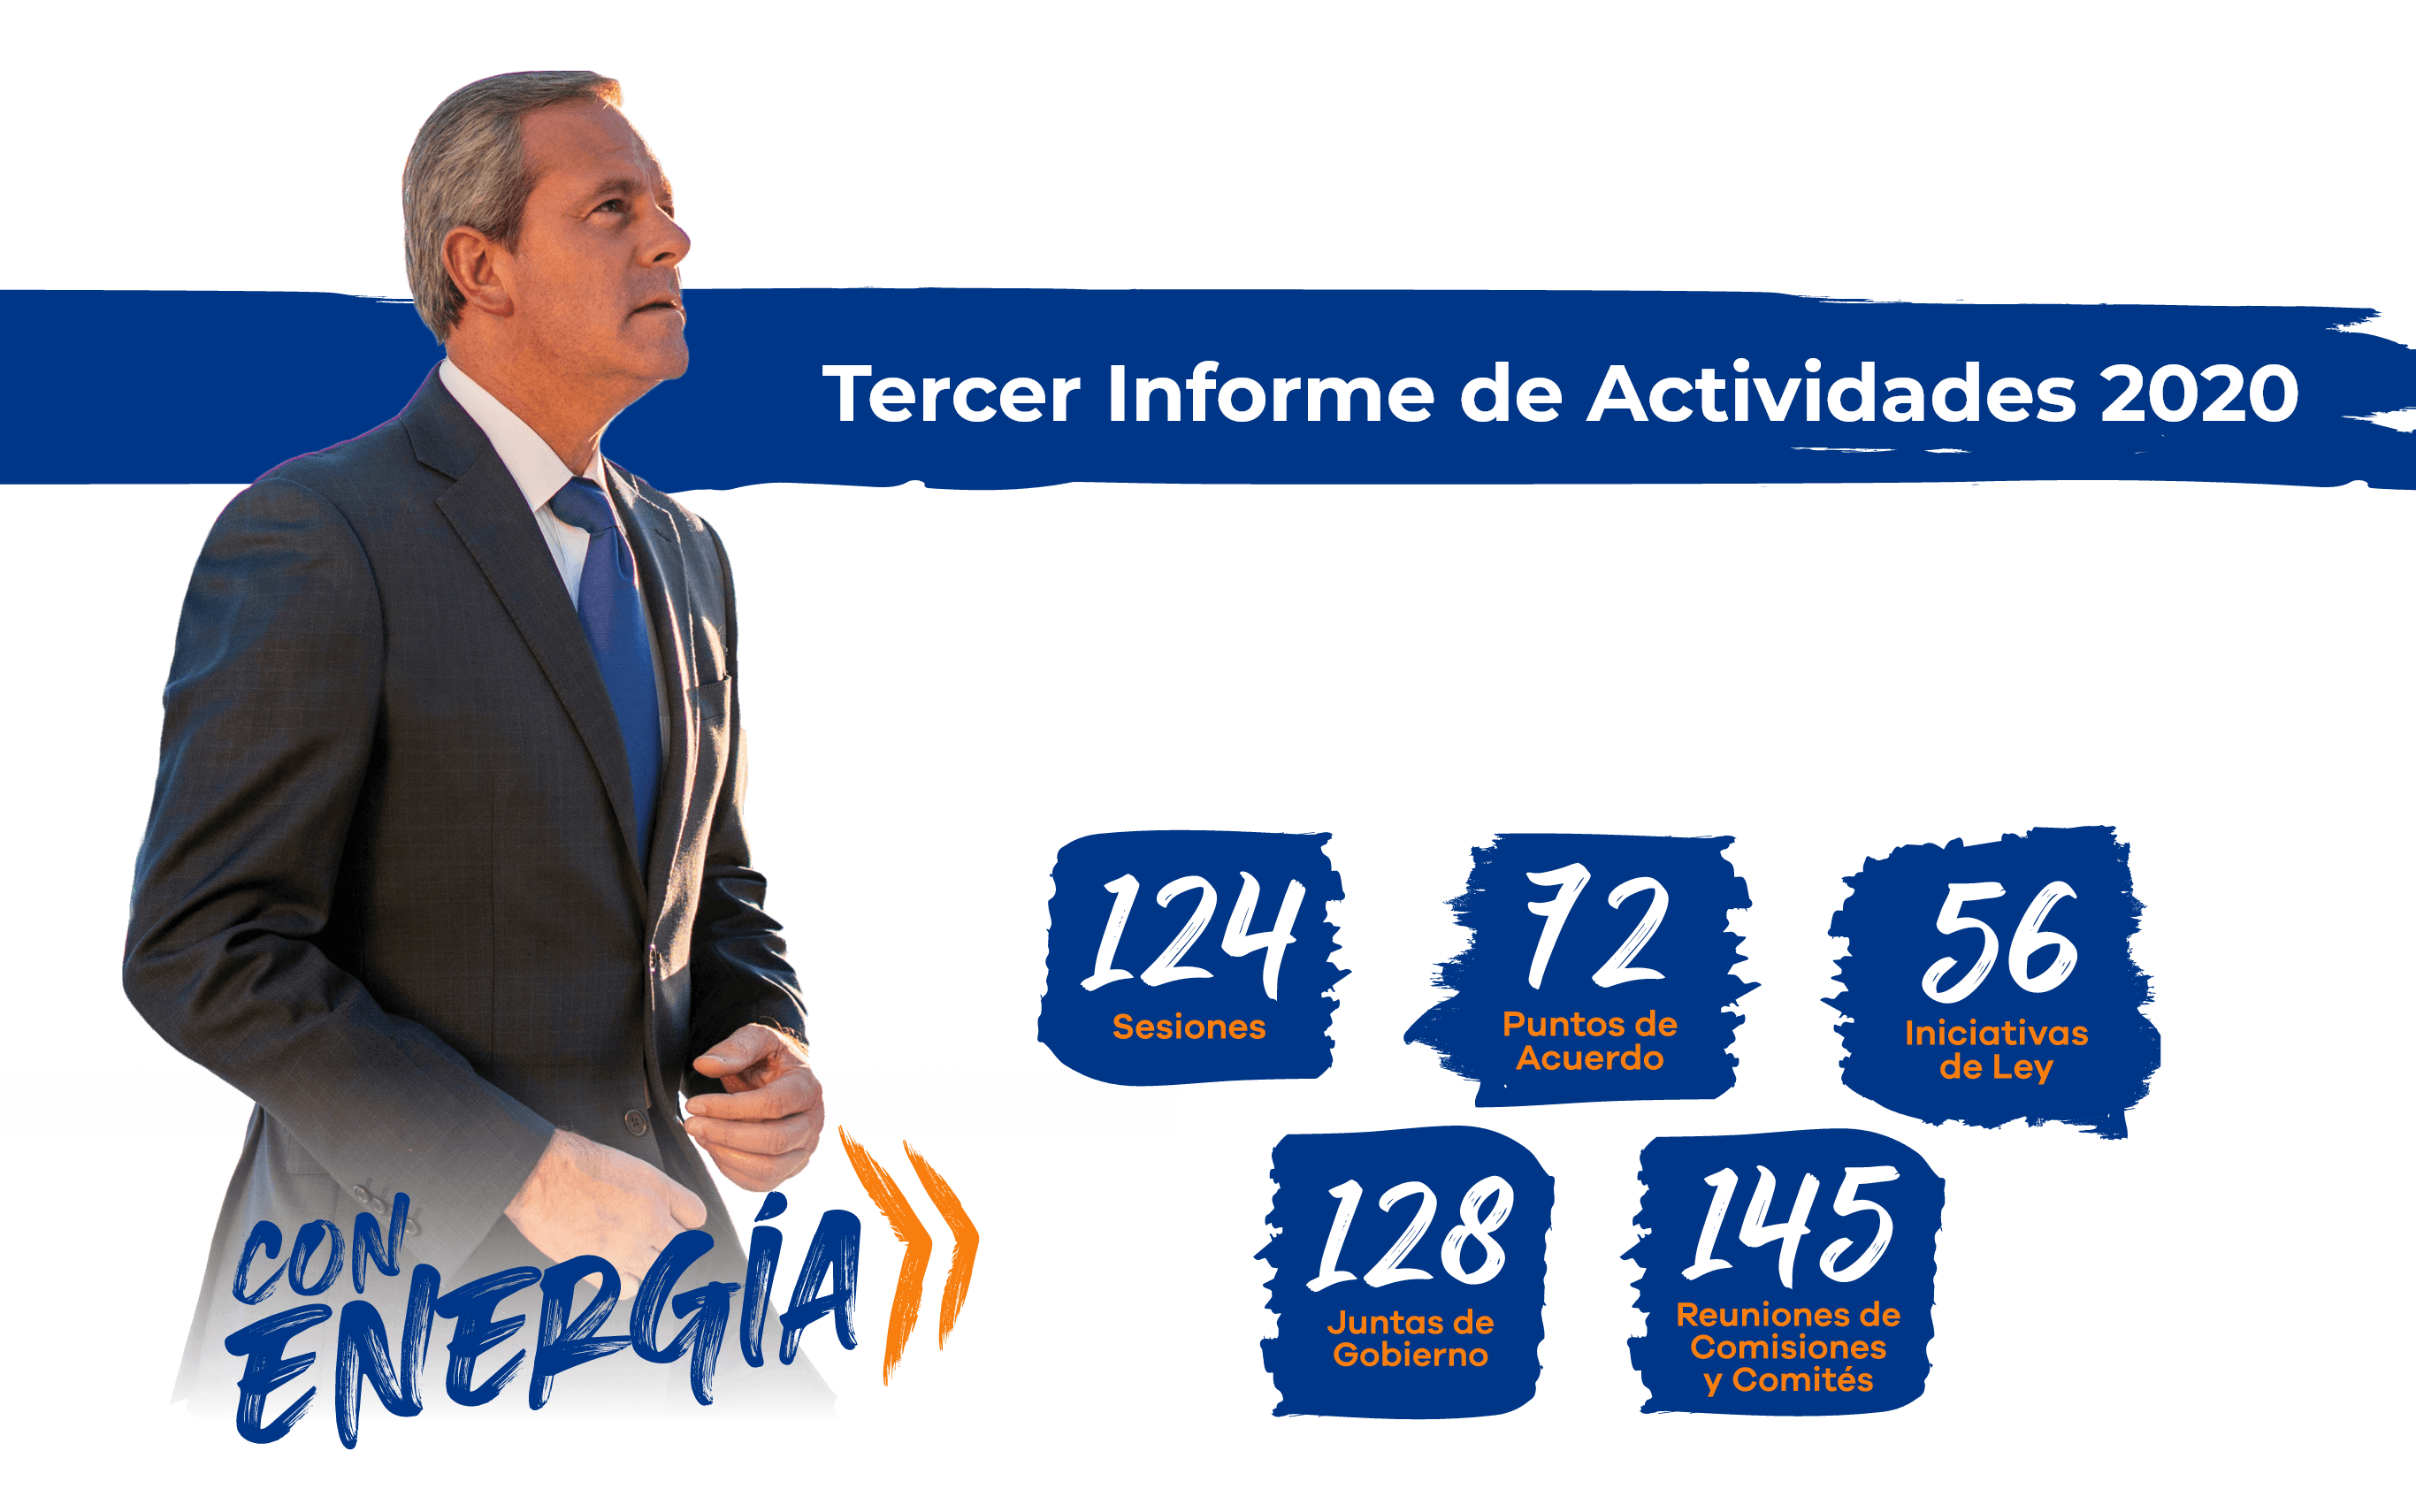 Tercer Informe de Actividades 2020
124
Sesiones
72
Puntos de
Acuerdo
56
Iniciativas
de Ley
128
Juntas de
Gobierno
145
Reuniones de
Comisiones
y Comités
CON
ENERGÍA